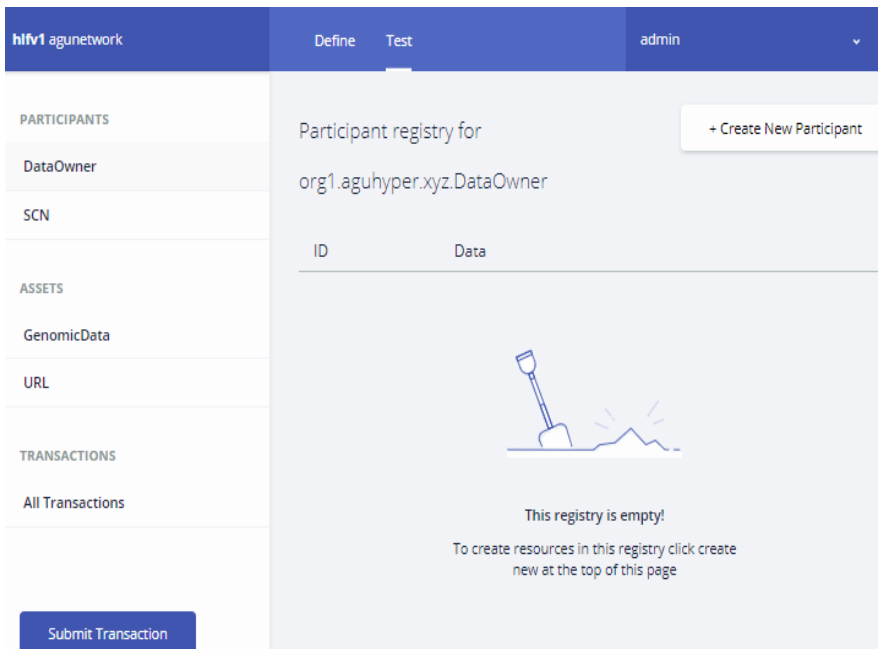 hlfv1 agunetwork
Define
Test
admin
PARTICIPANTS
DataOwner
SCN
ASSETS
GenomicData
URL
TRANSACTIONS
All Transactions
Submit Transaction
Participant registry for
org1.aguhyper.xyz.DataOwner
+ Create New Participant
ID
Data
This registry is empty!
To create resources in this registry click create
new at the top of this page